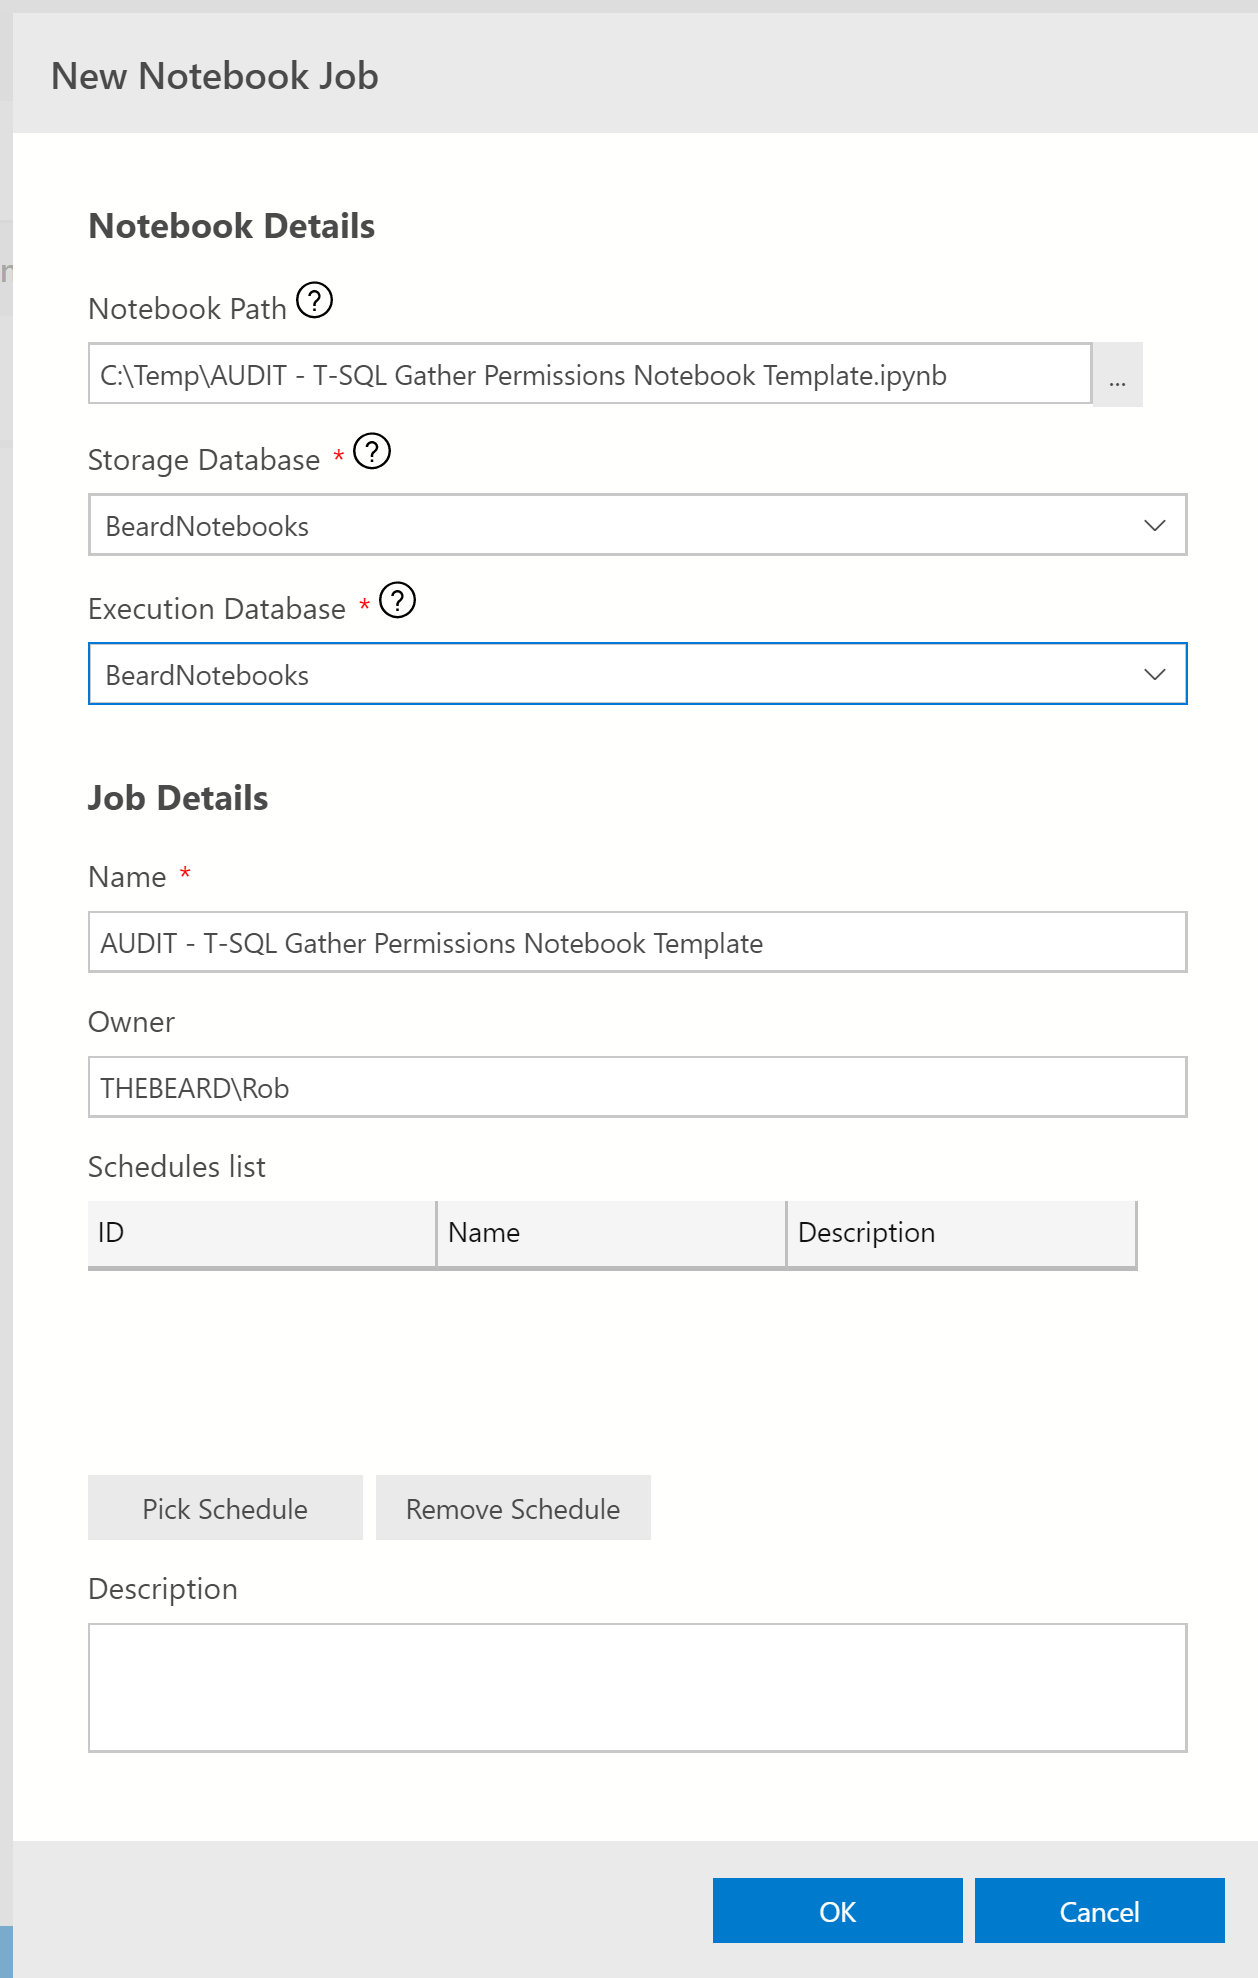 New Notebook Job
Notebook Details
Notebook Path ?
C:\Temp\AUDIT - T-SQL Gather Permissions Notebook Template.ipynb ...
Storage Database * ?
BeardNotebooks
Execution Database * ?
BeardNotebooks
Job Details
Name *
AUDIT - T-SQL Gather Permissions Notebook Template
Owner
THEBEARD\Rob
Schedules list
ID Name Description
Pick Schedule Remove Schedule
Description
OK Cancel